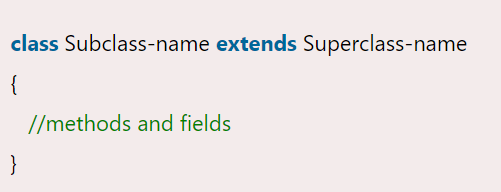 class Subclass-name extends Superclass-name
{
//methods and fields
}